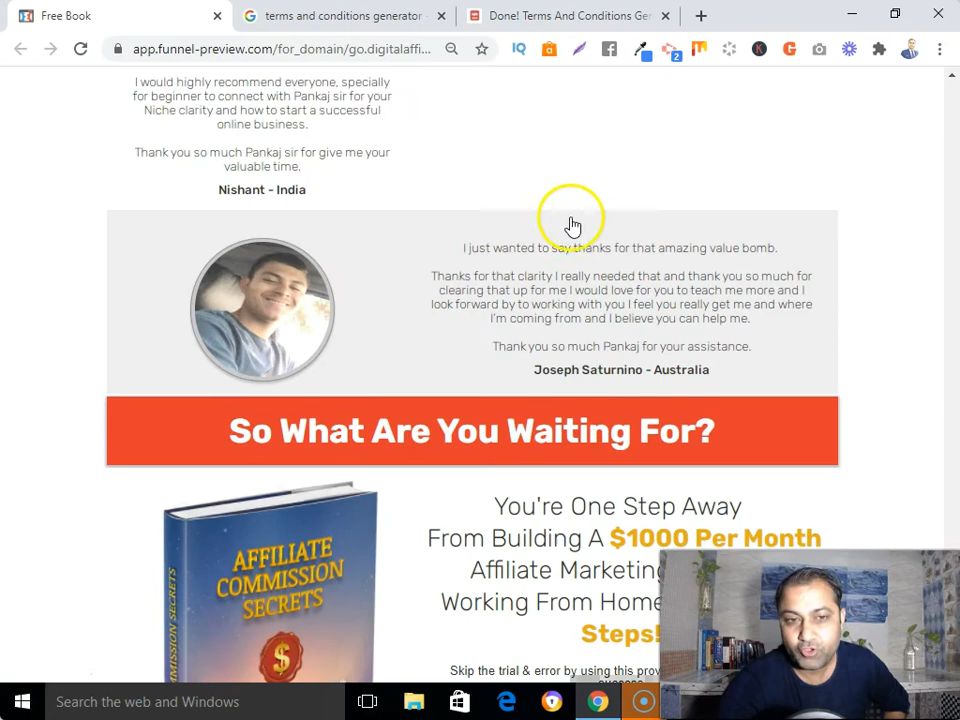 Free Book
terms and conditions generator -
Done! Terms And Conditions Ge
app.funnel-preview.com/for_domain/go.digitalaffi...
2
I would highly recommend everyone, specially
for beginner to connect with Pankaj sir for your
Niche clarity and how to start a successful
online business.
Thank you so much Pankaj sir for give me your
valuable time.
Nishant - India
I just wanted to say thanks for that amazing value bomb.
Thanks for that clarity I really needed that and thank you so much for
clearing that up for me I would love for you to teach me more and I
look forward by to working with you I feel you really get me and where
I'm coming from and I believe you can help me.
Thank you so much Pankaj for your assistance.
Joseph Saturnino - Australia
So What Are You Waiting For?
You're One Step Away
From Building A $1000 Per Month
Affiliate Marketing
Working From Home
Steps!
Skip the trial & error by using this prov
AFFILIATE
COMMISSION
SECRETS
$
MISSION SECRETS
Search the web and Windows